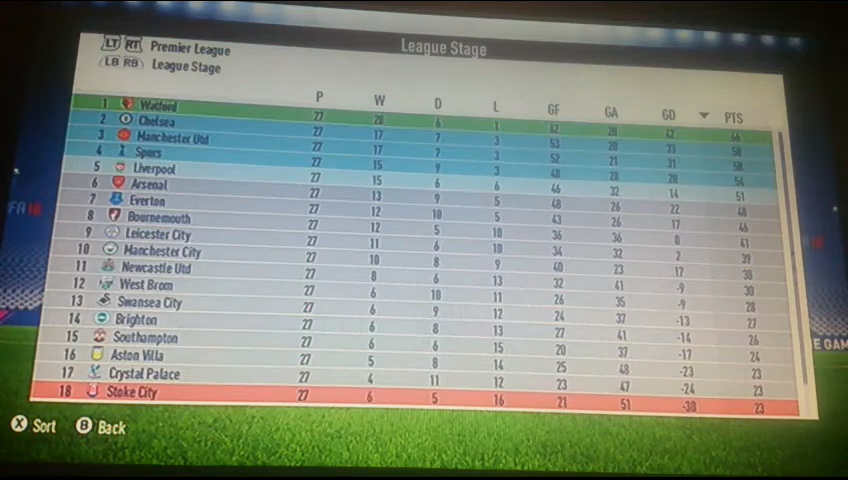 LT RT Premier League
League Stage
LB RB League Stage
P W D L GF GA GD PTS
1 Watford 27 20 6 1 62 20 42 66
2 Chelsea 27 17 7 3 53 20 33 58
3 Manchester Utd 27 17 7 3 52 21 31 58
4 Spurs 27 15 9 3 48 20 28 54
5 Liverpool 27 15 6 6 46 32 14 51
6 Arsenal 27 13 9 5 48 26 22 48
7 Everton 27 12 10 5 43 26 17 46
8 Bournemouth 27 12 5 10 36 36 0 41
9 Leicester City 27 11 6 10 34 32 2 39
10 Manchester City 27 10 8 9 40 23 17 38
11 Newcastle Utd 27 8 6 13 32 41 -9 30
12 West Brom 27 6 10 11 26 35 -9 28
13 Swansea City 27 6 9 12 24 37 -13 27
14 Brighton 27 6 8 13 27 41 -14 26
15 Southampton 27 6 6 15 20 37 -17 24
16 Aston Villa 27 5 8 14 25 48 -23 23
17 Crystal Palace 27 4 11 12 23 47 -24 23
18 Stoke City 27 6 5 16 21 51 -30 23
X Sort B Back